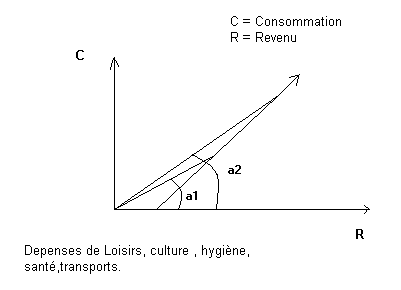 C = Consommation
R = Revenu
C
a2
a1
R
Depenses de Loisirs, culture , hygiène,
santé,transports.